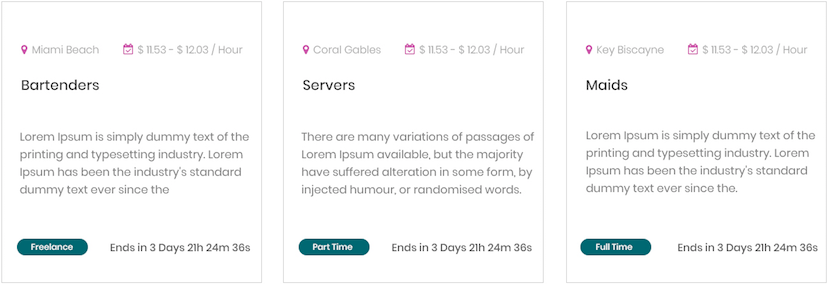 Miami Beach $ 11.53 - $ 12.03 / Hour
Bartenders
Lorem Ipsum is simply dummy text of the
printing and typesetting industry. Lorem
Ipsum has been the industry's standard
dummy text ever since the
Freelance Ends in 3 Days 21h 24m 36s
Coral Gables $ 11.53 - $ 12.03 / Hour
Servers
There are many variations of passages of
Lorem Ipsum available, but the majority
have suffered alteration in some form, by
injected humour, or randomised words.
Part Time Ends in 3 Days 21h 24m 36s
Key Biscayne $ 11.53 - $ 12.03 / Hour
Maids
Lorem Ipsum is simply dummy text of the
printing and typesetting industry. Lorem
Ipsum has been the industry's standard
dummy text ever since the.
Full Time Ends in 3 Days 21h 24m 36s